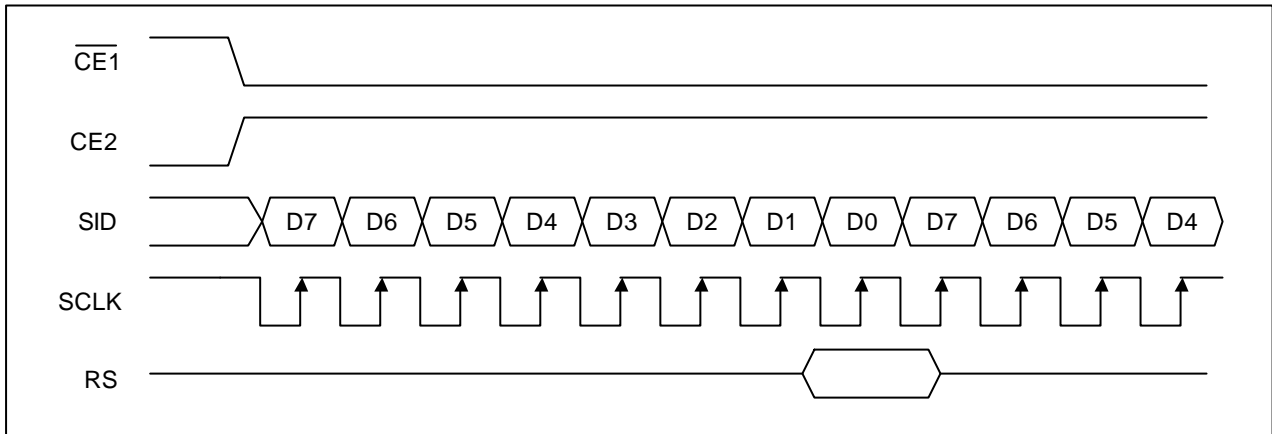 CE1
CE2
SID D7 D6 D5 D4 D3 D2 D1 D0 D7 D6 D5 D4
SCLK
RS